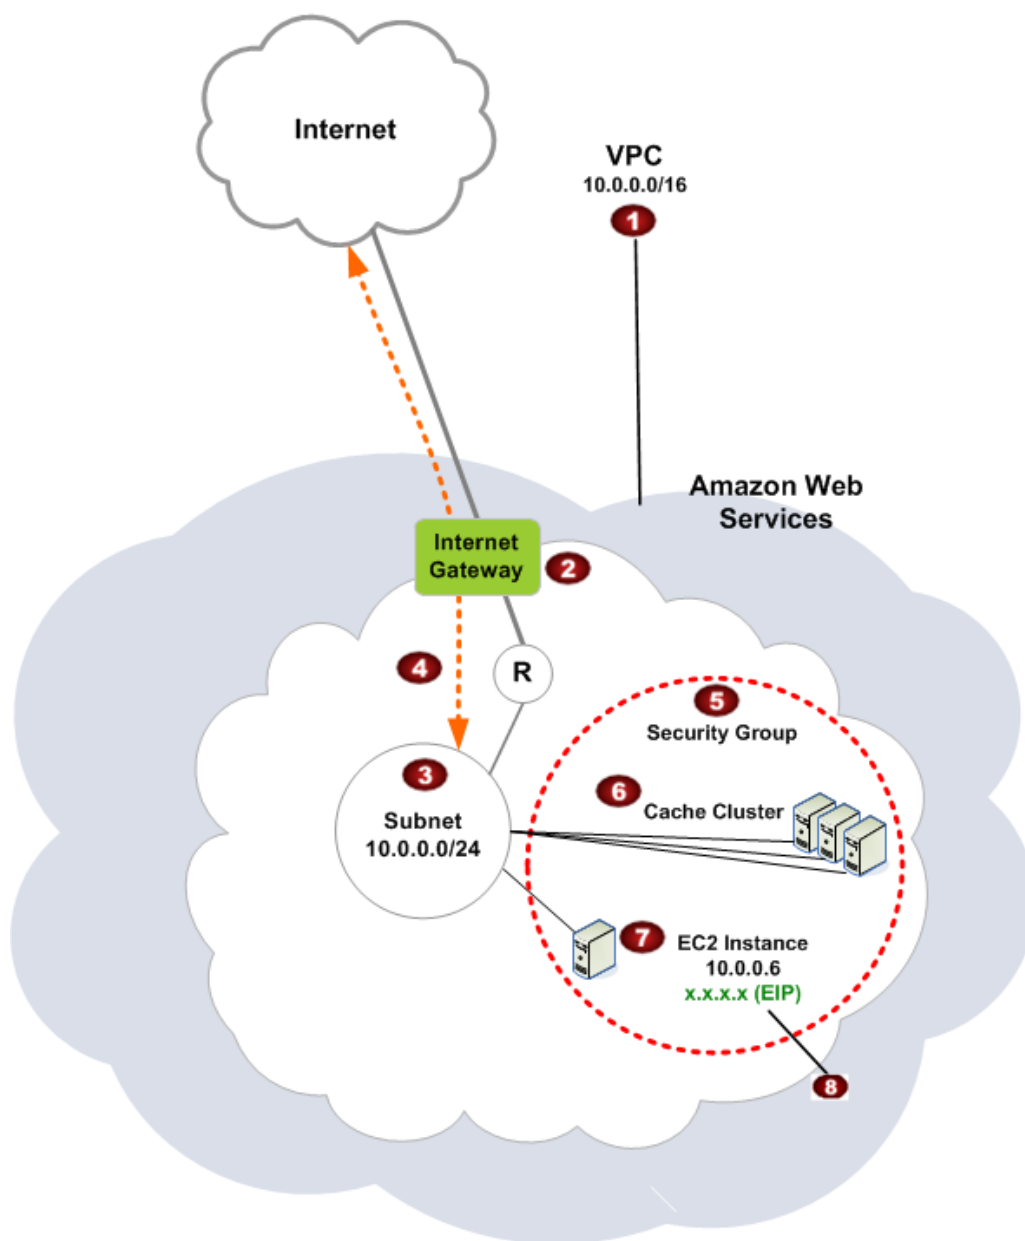 Internet
VPC
10.0.0.0/16
1
Amazon Web
Services
Internet
Gateway
2
4
R
5
Security Group
3
Subnet
10.0.0.0/24
6
Cache Cluster
7
EC2 Instance
10.0.0.6
x.x.x.x (EIP)
8